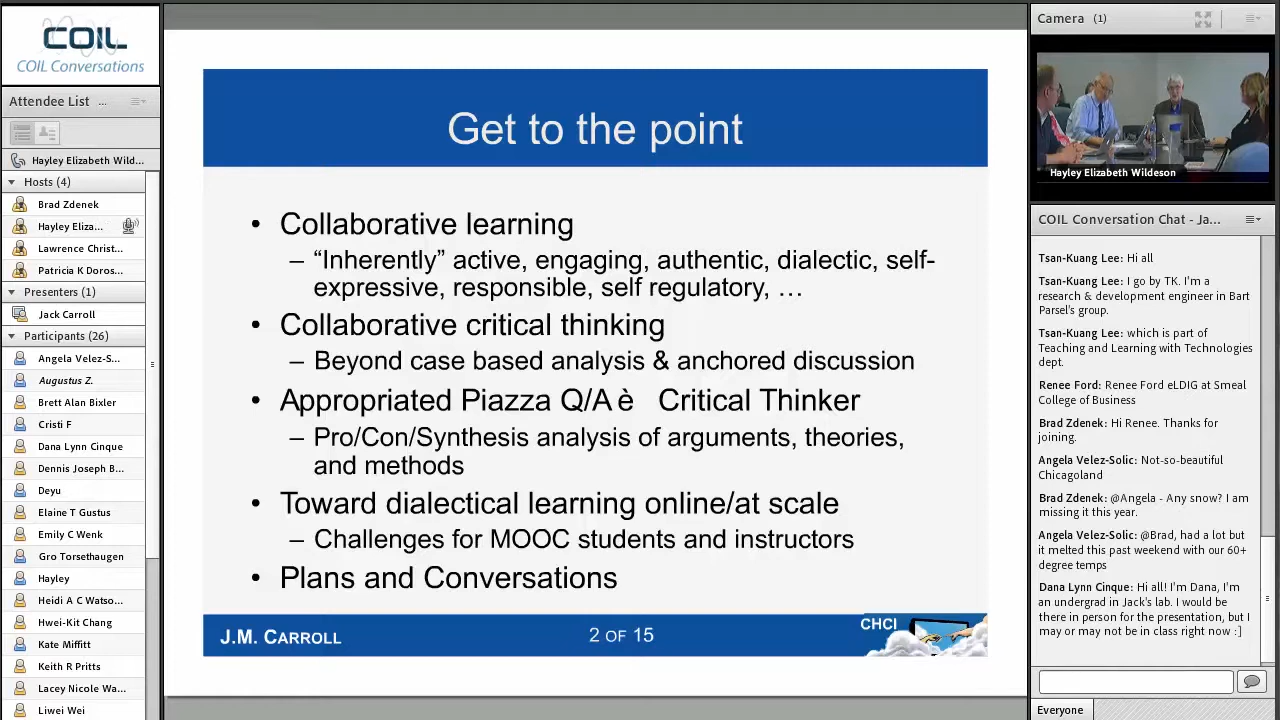 COIL
COIL Conversations
Attendee List ...
Hayley Elizabeth Wild...
Hosts (4)
Brad Zdenek
Hayley Eliza...
Lawrence Christ...
Patricia K Doros...
Presenters (1)
Jack Carroll
Participants (26)
Angela Velez-S...
Augustus Z.
Brett Alan Bixler
Cristi F
Dana Lynn Cinque
Dennis Joseph B...
Deyu
Elaine T Gustus
Emily C Wenk
Gro Torsethaugen
Hayley
Heidi A C Watso...
Hwei-Kit Chang
Kate Miffitt
Keith R Pritts
Lacey Nicole Wa...
Liwei Wei
Get to the point
• Collaborative learning
– “Inherently” active, engaging, authentic, dialectic, self-
expressive, responsible, self regulatory, …
• Collaborative critical thinking
– Beyond case based analysis & anchored discussion
• Appropriated Piazza Q/A è Critical Thinker
– Pro/Con/Synthesis analysis of arguments, theories,
and methods
• Toward dialectical learning online/at scale
– Challenges for MOOC students and instructors
• Plans and Conversations
J.M. CARROLL
2 OF 15
CHCI
Camera (1)
Hayley Elizabeth Wildeson
COIL Conversation Chat - Ja...
Tsan-Kuang Lee: Hi all
Tsan-Kuang Lee: I go by TK. I'm a
research & development engineer in Bart
Parsel's group.
Tsan-Kuang Lee: which is part of
Teaching and Learning with Technologies
dept.
Renee Ford: Renee Ford eLDIG at Smeal
College of Business
Brad Zdenek: Hi Renee. Thanks for
joining.
Angela Velez-Solic: Not-so-beautiful
Chicagoland
Brad Zdenek: @Angela - Any snow? I am
missing it this year.
Angela Velez-Solic: @Brad, had a lot but
it melted this past weekend with our 60+
degree temps
Dana Lynn Cinque: Hi all! I'm Dana, I'm
an undergrad in Jack's lab. I would be
there in person for the presentation, but I
may or may not be in class right now :]
Everyone